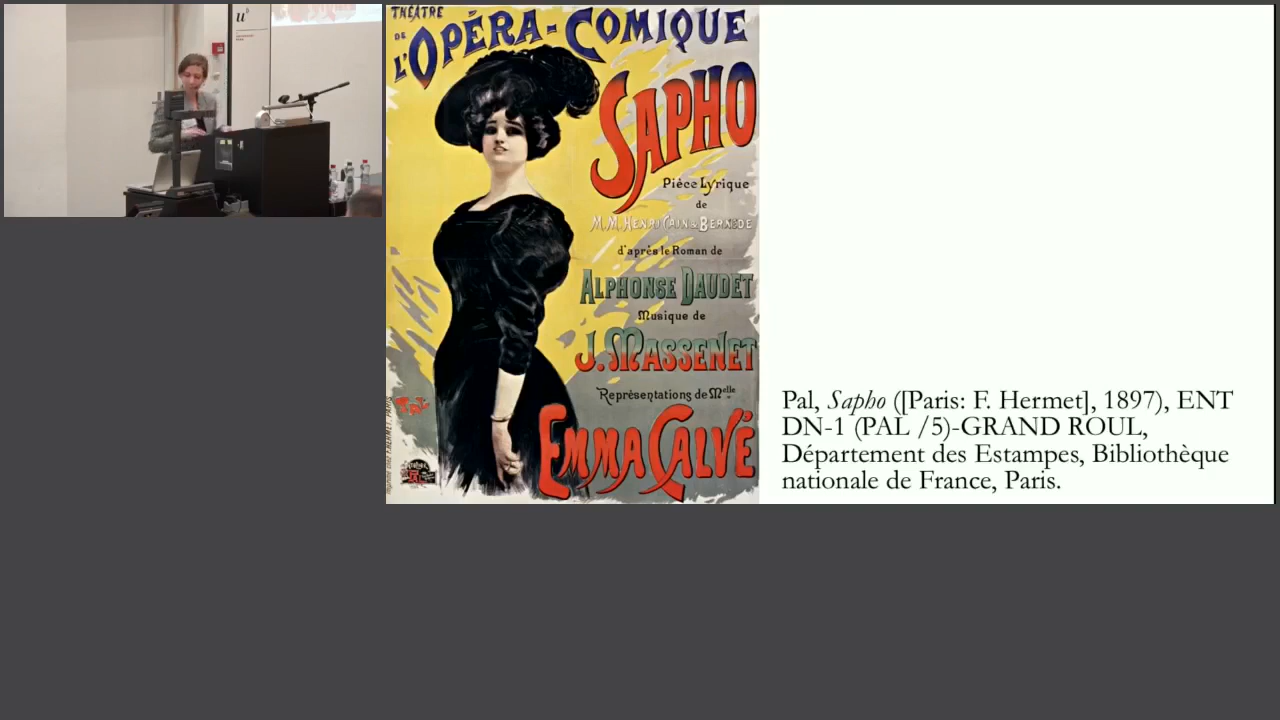 u
THÉATRE
DE
L'OPÉRA-COMIQUE
SAPHO
Pièce Lyrique
de
M.M. HENRI CAIN & BERNÈDE
d'après le Roman de
ALPHONSE DAUDET
Musique de
J. MASSENET
Représentations de Melle
EMMA CALVÉ
PAL
Pal, Sapho ([Paris: F. Hermet], 1897), ENT
DN-1 (PAL /5)-GRAND ROUL,
Département des Estampes, Bibliothèque
nationale de France, Paris.